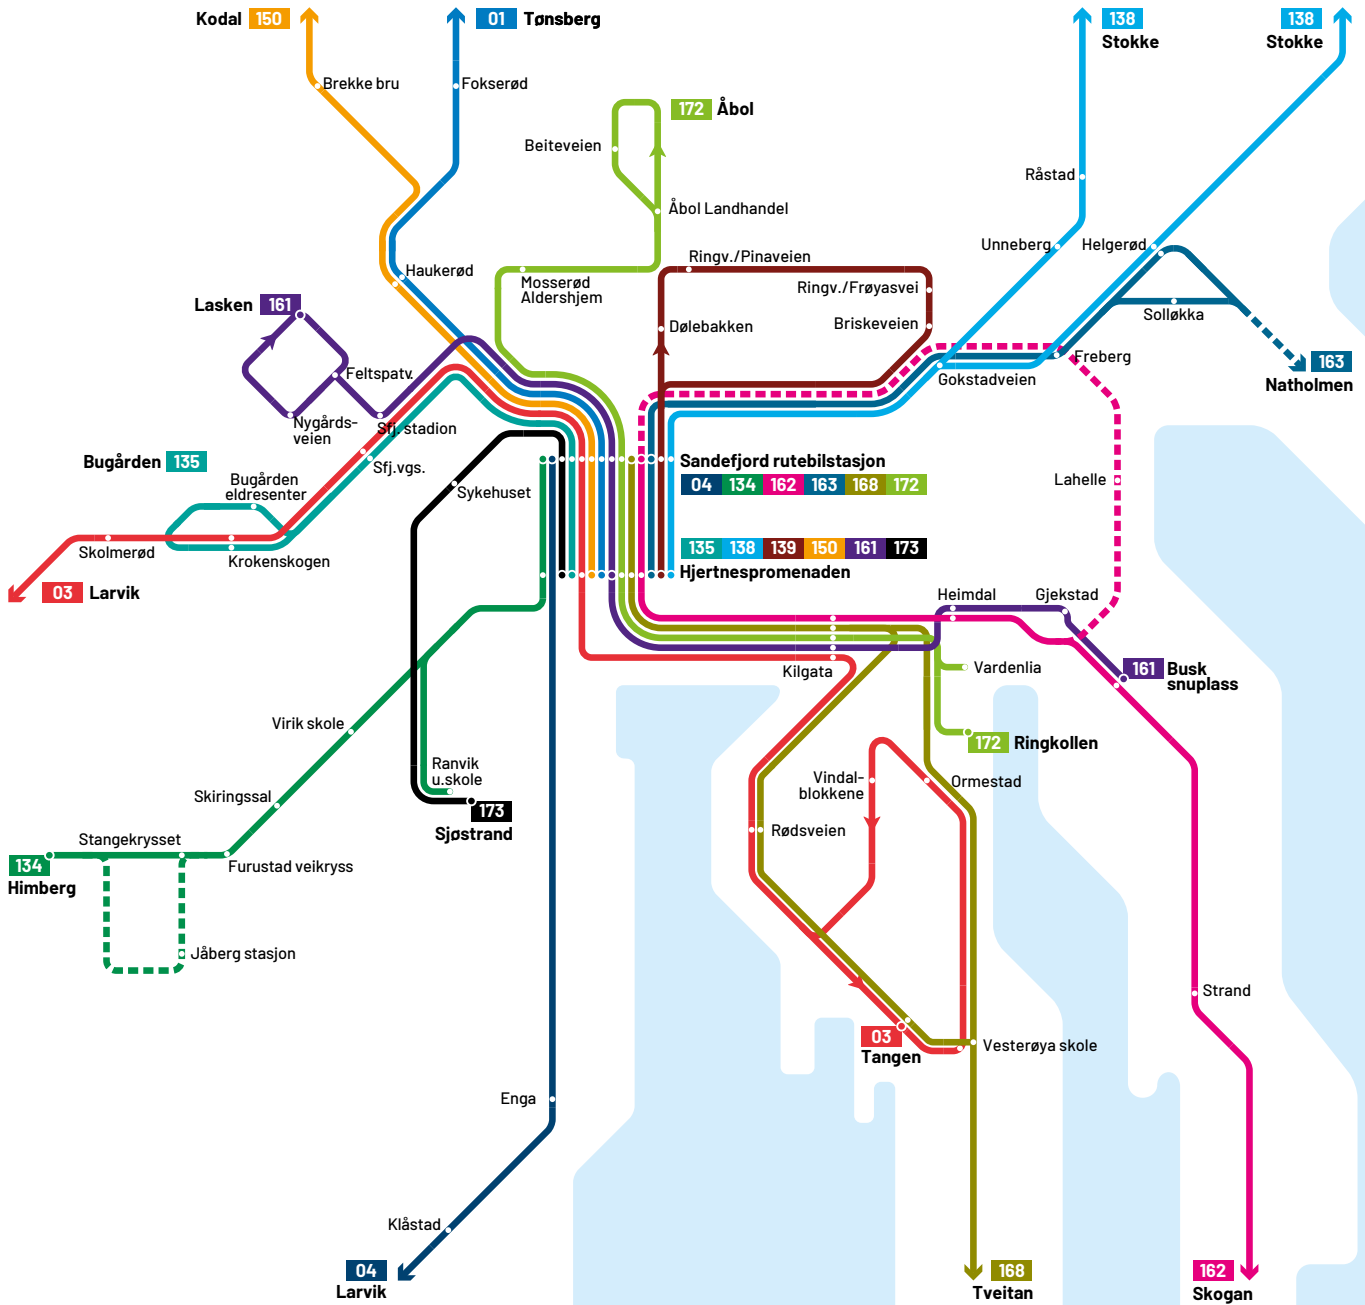 Kodal 150
01 Tønsberg
138
Stokke
138
Stokke
Brekke bru
Fokserød
172 Åbol
Beiteveien
Råstad
Åbol Landhandel
Unneberg
Helgerød
Haukerød
Ringv./Pinaveien
Mosserød
Aldershjem
Ringv./Frøyasvei
Lasken 161
Solløkka
Dølebakken
Briskeveien
Freberg
163
Natholmen
Feltspatv.
Gokstadveien
Nygårds-
veien
Sfj. stadion
Bugården 135
Sfj.vgs.
Sandefjord rutebilstasjon
04 134 162 163 168 172
Bugården
eldresenter
Sykehuset
Lahelle
Skolmerød
Krokenskogen
135 138 139 150 161 173
Hjertnespromenaden
03 Larvik
Heimdal
Gjekstad
Kilgata
Vardenlia
161 Busk
snuplass
Virik skole
172 Ringkollen
Ranvik
u.skole
Vindal-
blokkene
Ormestad
Skiringssal
173
Sjøstrand
Rødsveien
Stangekrysset
134
Himberg
Furustad veikryss
Jåberg stasjon
Strand
03
Tangen
Vesterøya skole
Enga
Klåstad
04
Larvik
168
Tveitan
162
Skogan